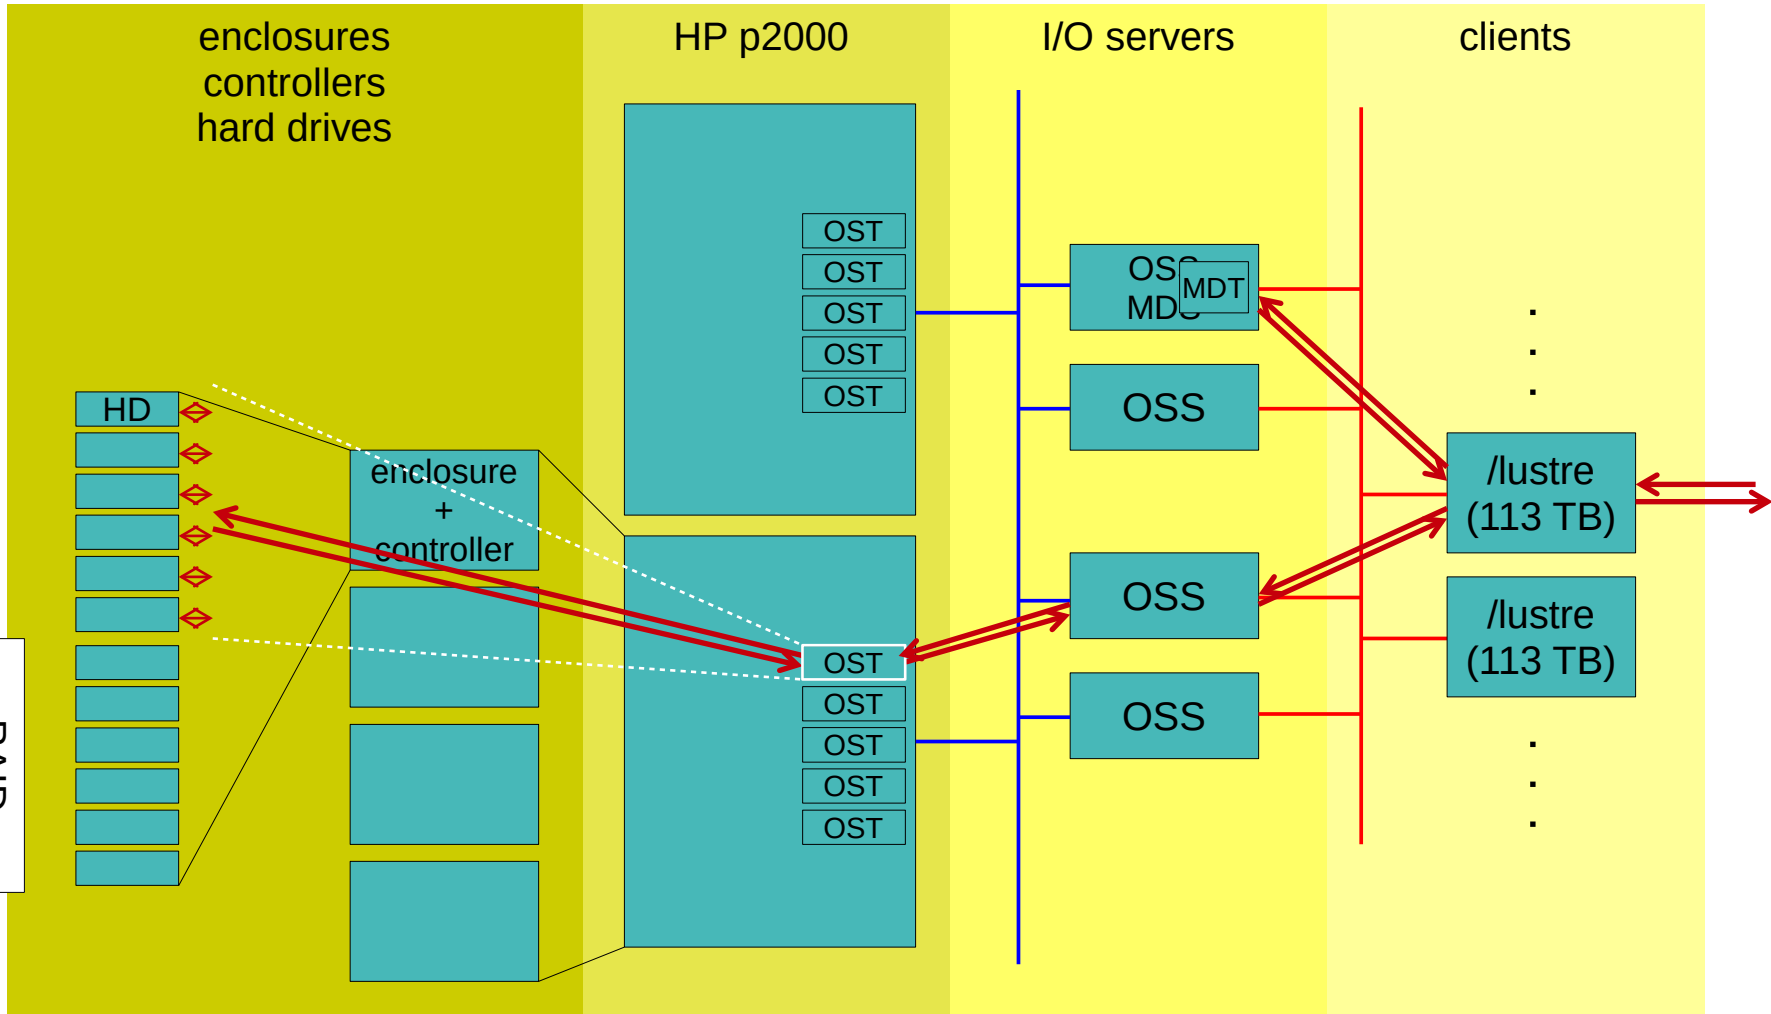 enclosures
controllers
hard drives
HP p2000
I/O servers
clients
OST
OST
OST
OST
OST
OSS
MDS
MDT
.
.
.
HD
OSS
enclosure
+
controller
/lustre
(113 TB)
OSS
/lustre
(113 TB)
OST
OST
OST
OST
OST
OSS
.
.
.